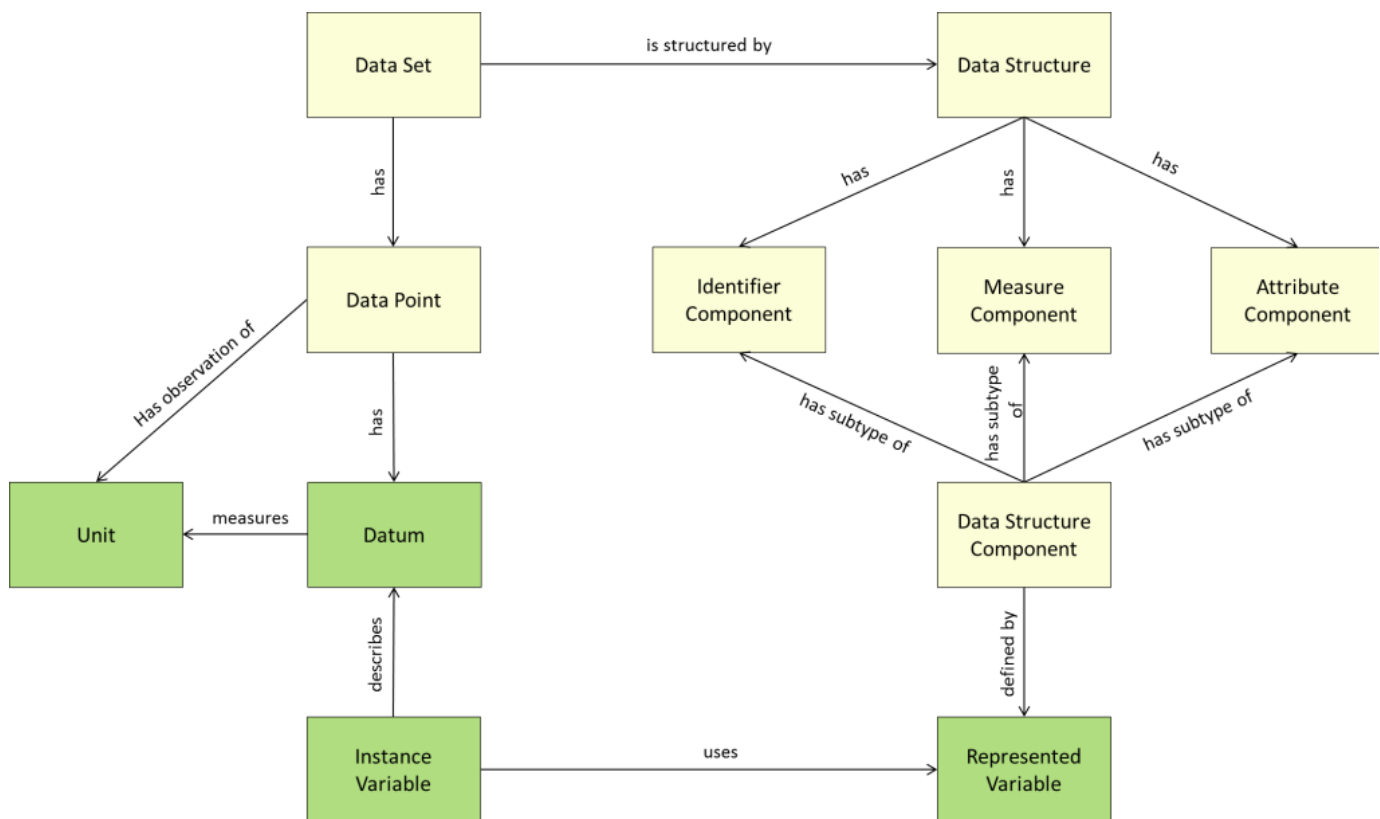 is structured by
Data Set
Data Structure
has
has
has
has
Data Point
Identifier
Component
Measure
Component
Attribute
Component
Has observation of
has
has subtype of
has subtype
of
has subtype of
Unit
measures
Datum
Data Structure
Component
describes
defined by
Instance
Variable
uses
Represented
Variable